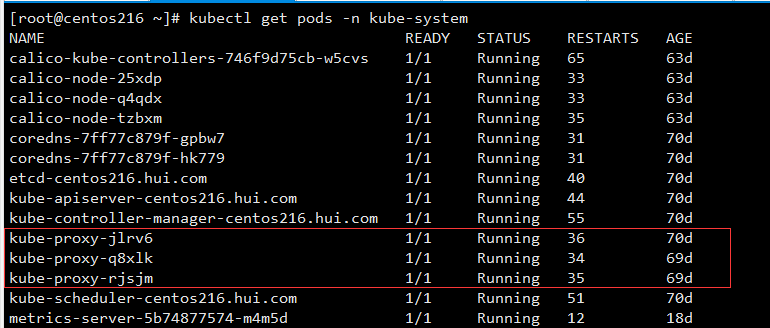 [root@centos216 ~]# kubectl get pods -n kube-system
NAME READY STATUS RESTARTS AGE
calico-kube-controllers-746f9d75cb-w5cvs 1/1 Running 65 63d
calico-node-25xdp 1/1 Running 33 63d
calico-node-q4qdx 1/1 Running 33 63d
calico-node-tzbxm 1/1 Running 35 63d
coredns-7ff77c879f-gpbw7 1/1 Running 31 70d
coredns-7ff77c879f-hk779 1/1 Running 31 70d
etcd-centos216.hui.com 1/1 Running 40 70d
kube-apiserver-centos216.hui.com 1/1 Running 44 70d
kube-controller-manager-centos216.hui.com 1/1 Running 55 70d
kube-proxy-jlrv6 1/1 Running 36 70d
kube-proxy-q8xlk 1/1 Running 34 69d
kube-proxy-rjsjm 1/1 Running 35 69d
kube-scheduler-centos216.hui.com 1/1 Running 51 70d
metrics-server-5b74877574-m4m5d 1/1 Running 12 18d